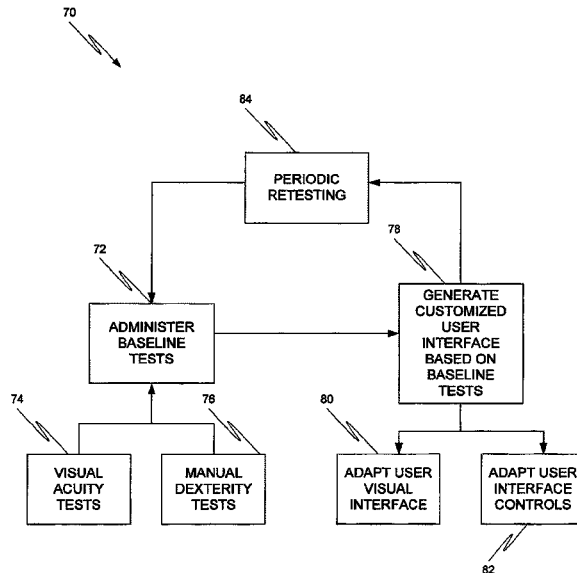 70
84
PERIODIC
RETESTING
72
78
ADMINISTER
BASELINE
TESTS
GENERATE
CUSTOMIZED
USER
INTERFACE
BASED ON
BASELINE
TESTS
74
76
80
VISUAL
ACUITY
TESTS
MANUAL
DEXTERITY
TESTS
ADAPT USER
VISUAL
INTERFACE
ADAPT USER
INTERFACE
CONTROLS
82